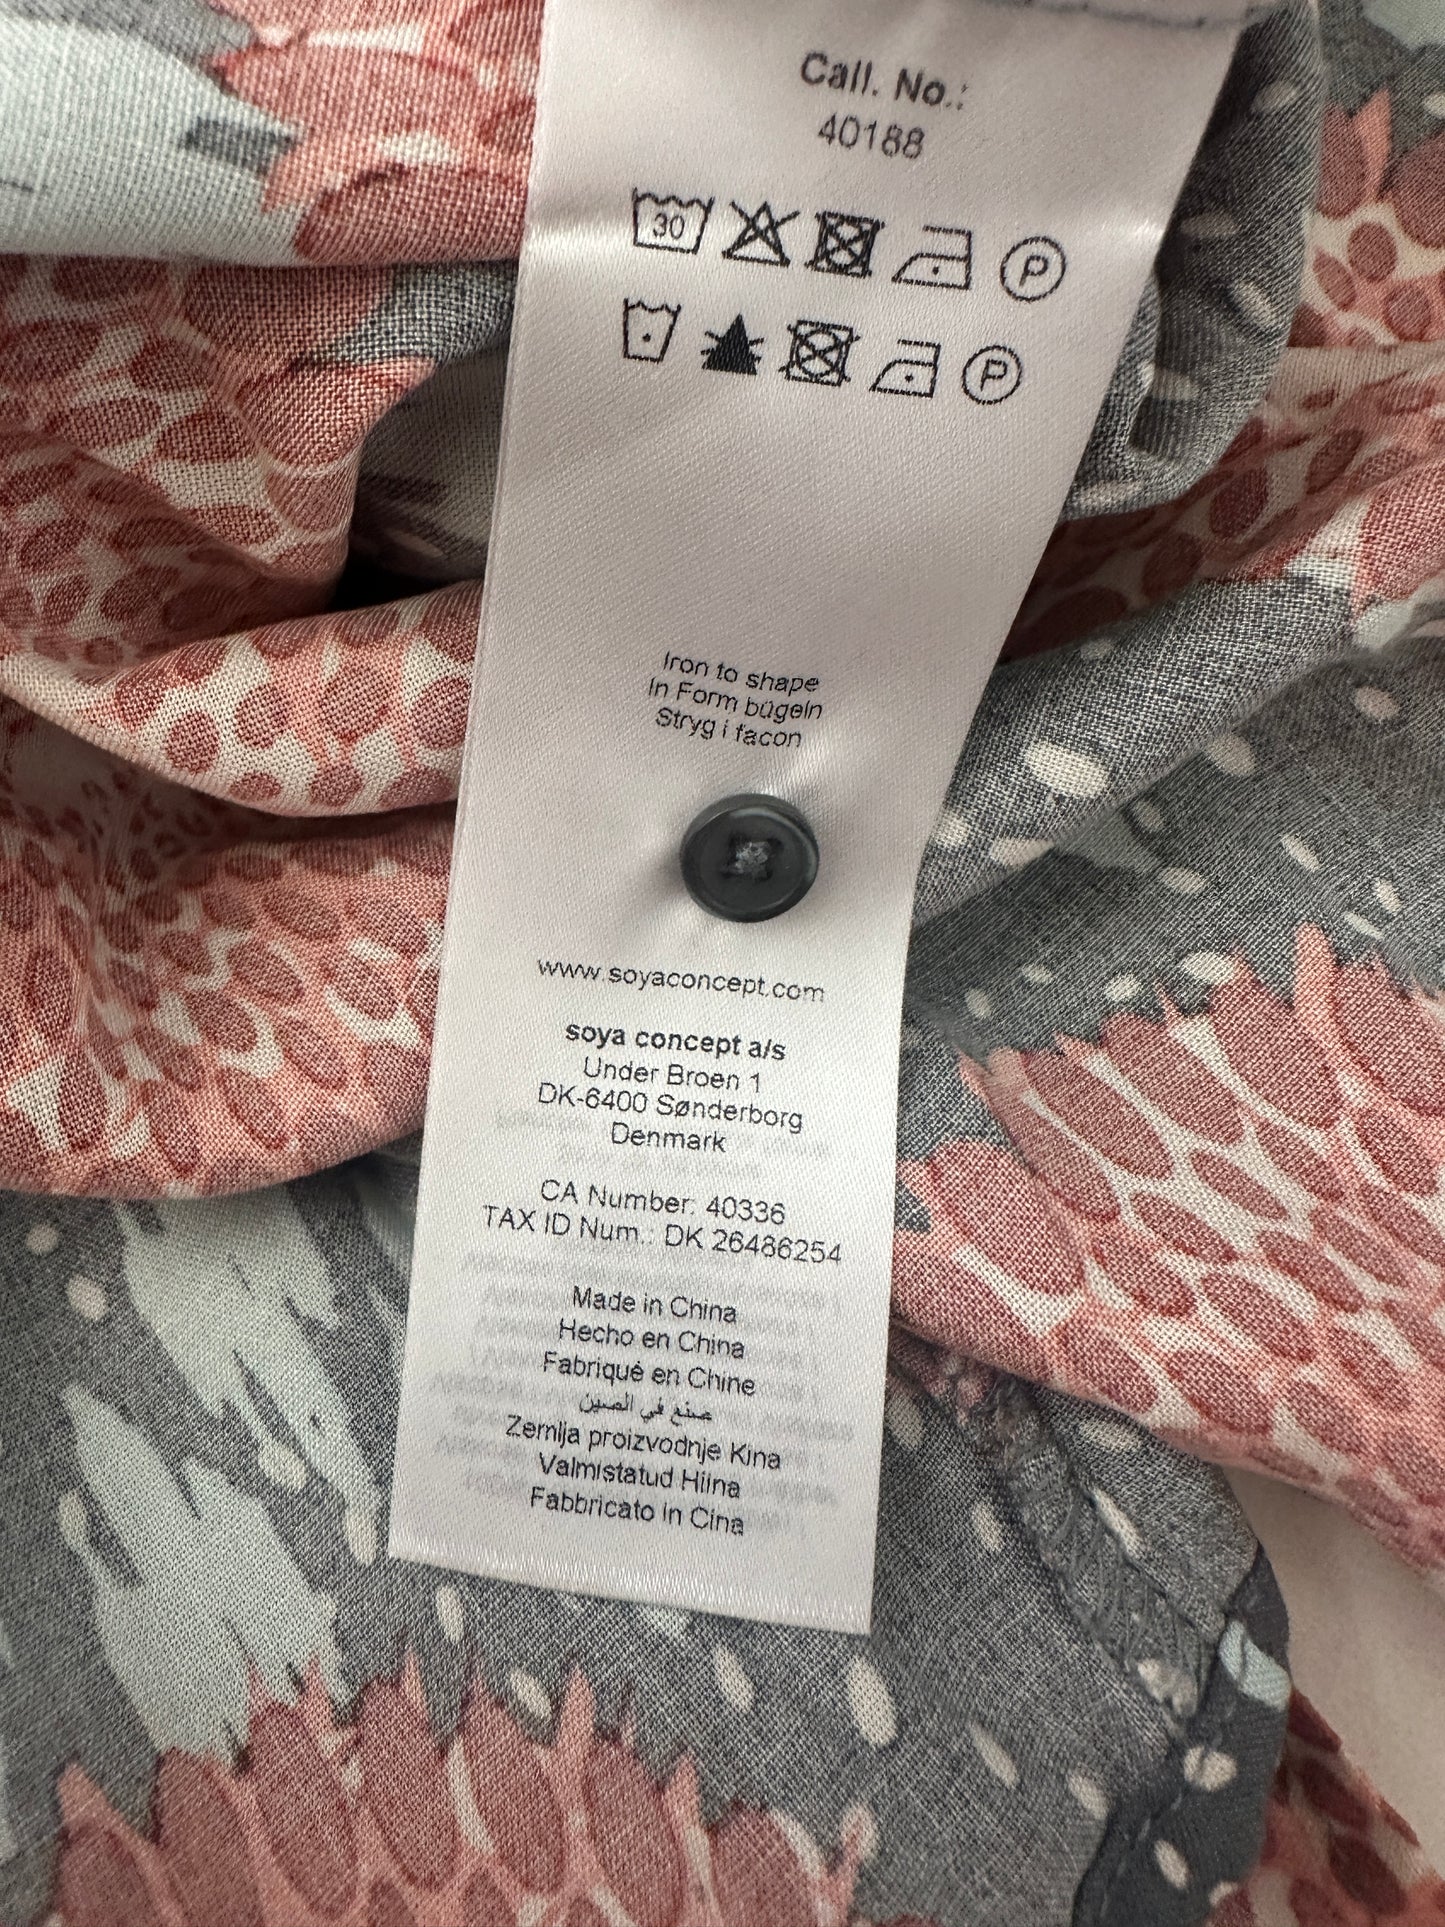 Call. No.:
40188
30
P
P
Iron to shape
In Form bügeln
Stryg i facon
www.soyaconcept.com
soya concept a/s
Under Broen 1
DK-6400 Sønderborg
Denmark
CA Number: 40336
TAX ID Num.: DK 26486254
Made in China
Hecho en China
Fabriqué en Chine
صنع في الصين
Zemlja proizvodnje Kina
Valmistatud Hiina
Fabbricato in Cina